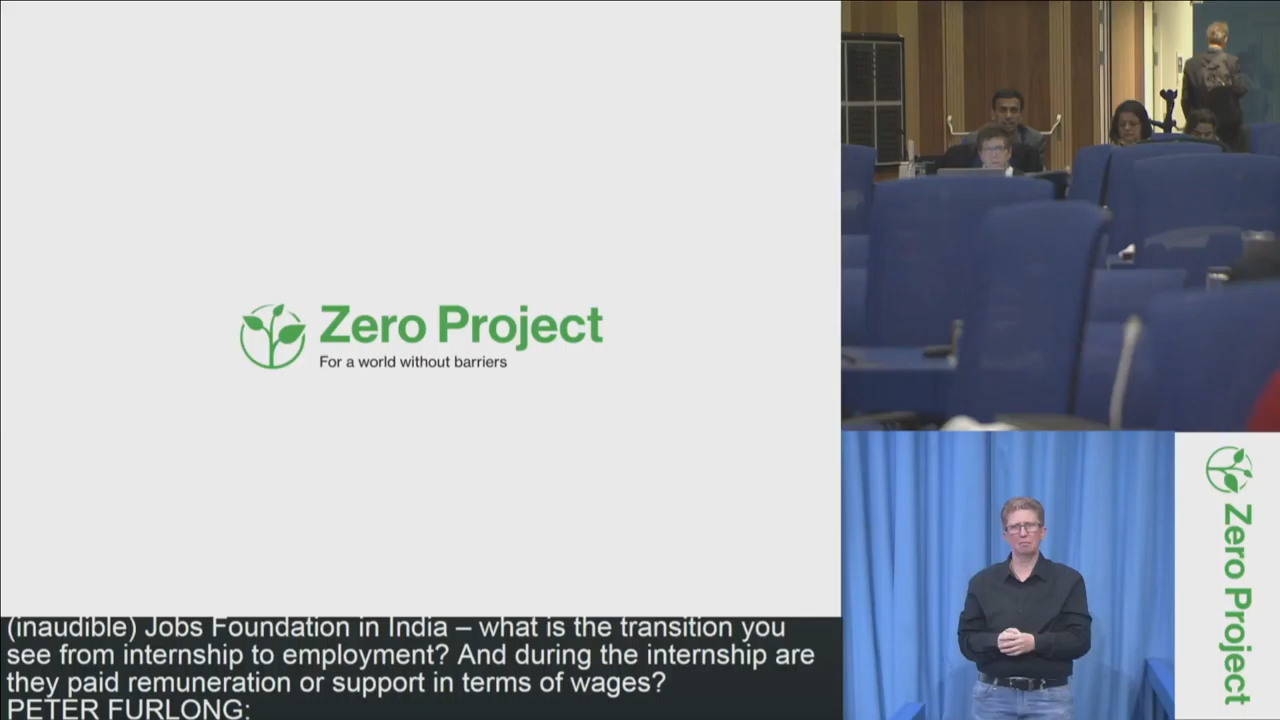 Zero Project
For a world without barriers
(inaudible) Jobs Foundation in India – what is the transition you
see from internship to employment? And during the internship are
they paid remuneration or support in terms of wages?
PETER FURLONG:
Zero Project